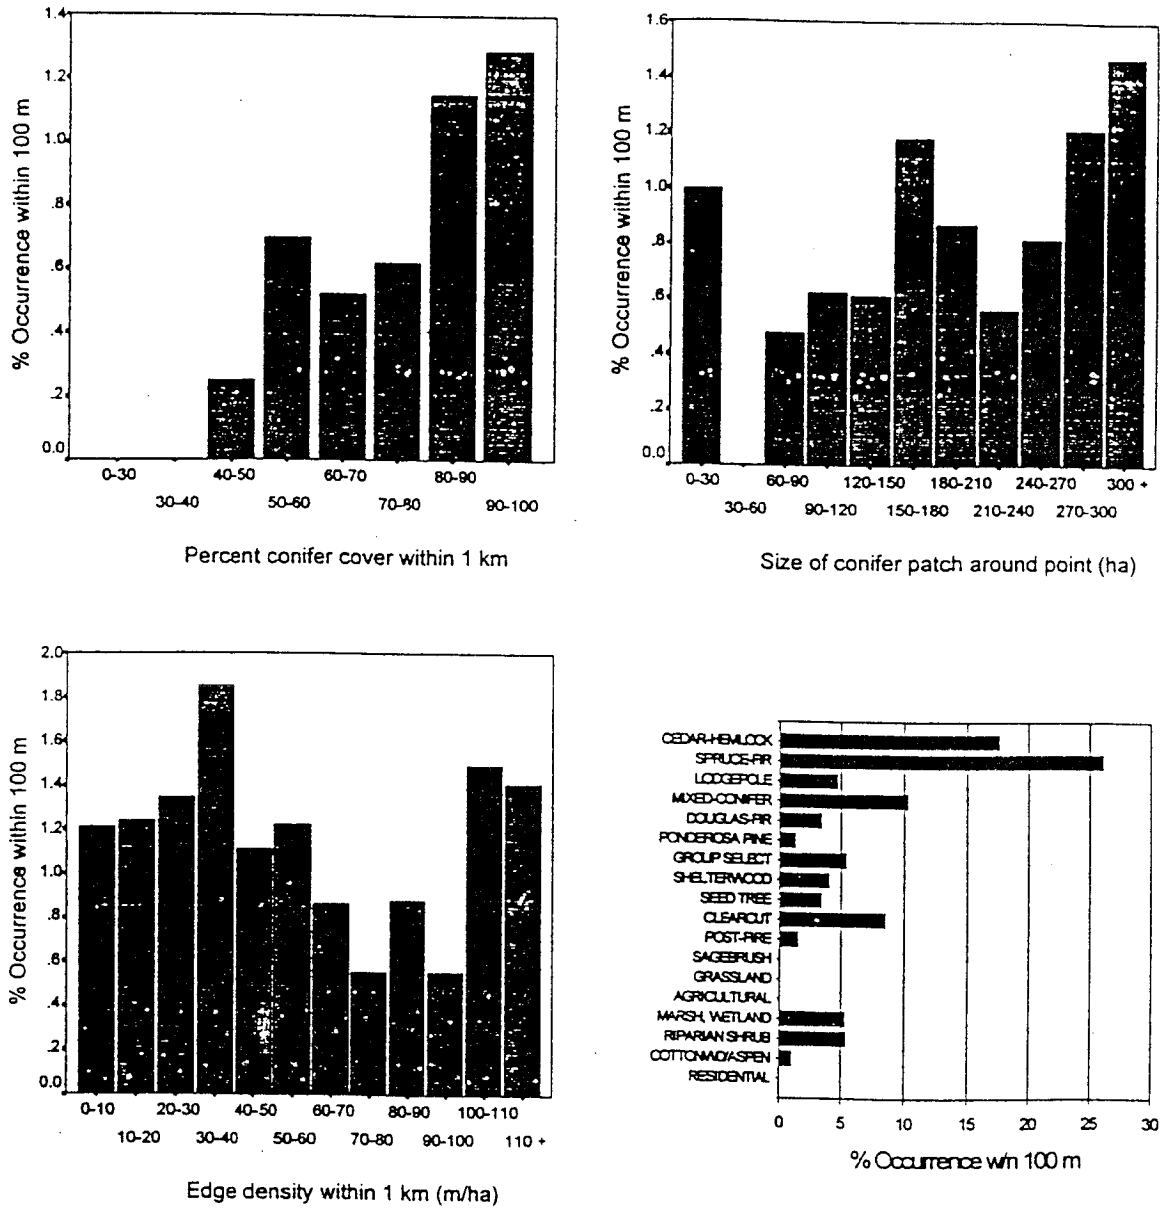 % Occurrence within 100 m
1.4
1.2
1.0
.8
.6
.4
.2
0.0
0-30
40-50
60-70
80-90
30-40
50-60
70-80
90-100
Percent conifer cover within 1 km
% Occurrence within 100 m
1.6
1.4
1.2
1.0
.8
.6
.4
.2
0.0
0-30
60-90
120-150
180-210
240-270
300 +
30-60
90-120
150-180
210-240
270-300
Size of conifer patch around point (ha)
% Occurrence within 100 m
2.0
1.8
1.6
1.4
1.2
1.0
.8
.6
.4
.2
0.0
0-10
20-30
40-50
60-70
80-90
100-110
10-20
30-40
50-60
70-80
90-100
110 +
Edge density within 1 km (m/ha)
CEDAR-HEMLOCK
SPRUCE-FIR
LODGEPOLE
MIXED-CONIFER
DOUGLAS-FIR
PONDEROSA PINE
GROUP SELECT
SHELTERWOOD
SEED TREE
CLEARCUT
POST-FIRE
SAGEBRUSH
GRASSLAND
AGRICULTURAL
MARSH, WETLAND
RIPARIAN SHRUB
COTTONWD/ASPEN
RESIDENTIAL
0 5 10 15 20 25 30
% Occurrence w/n 100 m